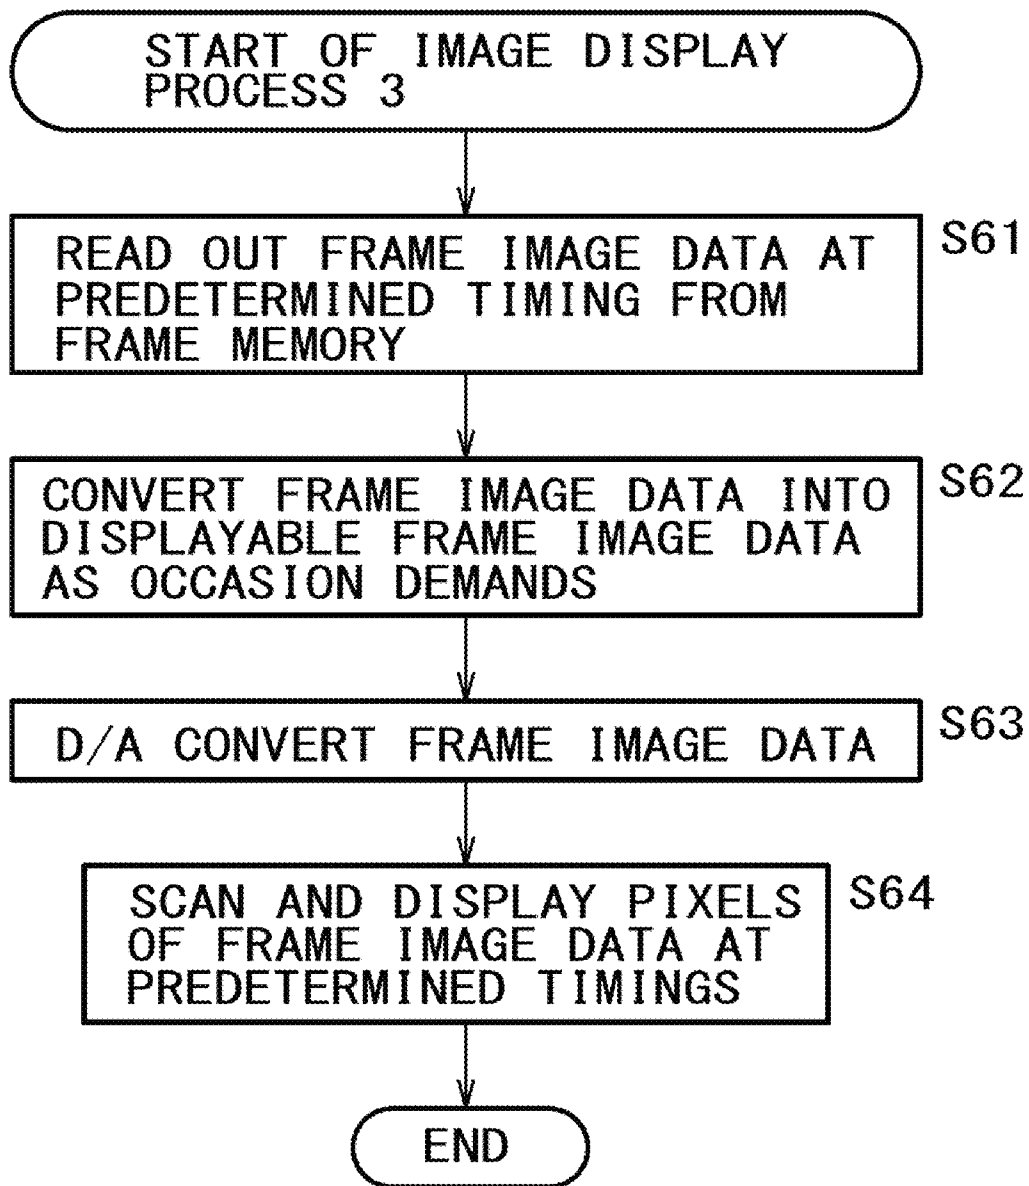 START OF IMAGE DISPLAY
PROCESS 3
READ OUT FRAME IMAGE DATA AT
PREDETERMINED TIMING FROM
FRAME MEMORY
S61
CONVERT FRAME IMAGE DATA INTO
DISPLAYABLE FRAME IMAGE DATA
AS OCCASION DEMANDS
S62
D/A CONVERT FRAME IMAGE DATA
S63
SCAN AND DISPLAY PIXELS
OF FRAME IMAGE DATA AT
PREDETERMINED TIMINGS
S64
END